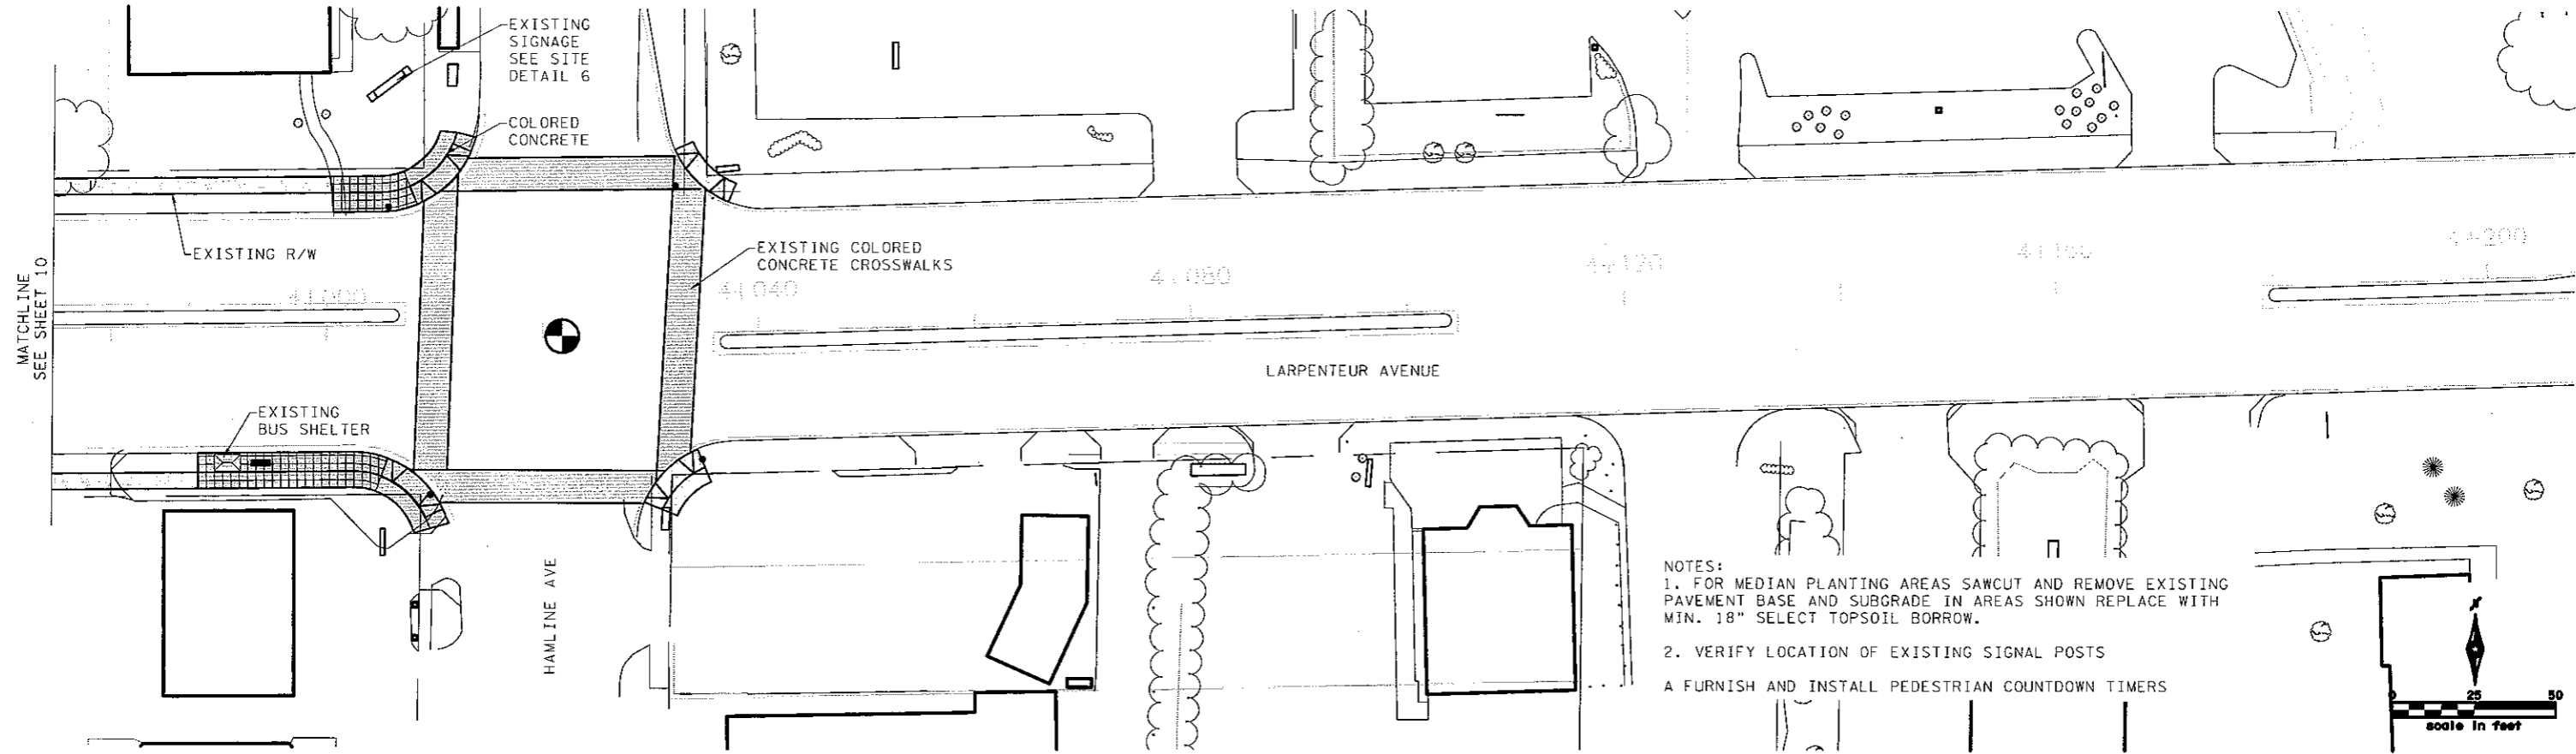 EXISTING
SIGNAGE
SEE SITE
DETAIL 6
COLORED
CONCRETE
EXISTING R/W
MATCHLINE
SEE SHEET 10
EXISTING COLORED
CONCRETE CROSSWALKS
4+000
4+040
4+080
4+120
4+200
LARPENTEUR AVENUE
EXISTING
BUS SHELTER
HAMLINE AVE
NOTES:
1. FOR MEDIAN PLANTING AREAS SAWCUT AND REMOVE EXISTING
PAVEMENT BASE AND SUBGRADE IN AREAS SHOWN REPLACE WITH
MIN. 18" SELECT TOPSOIL BORROW.
2. VERIFY LOCATION OF EXISTING SIGNAL POSTS
A FURNISH AND INSTALL PEDESTRIAN COUNTDOWN TIMERS
0 25 50
scale in feet